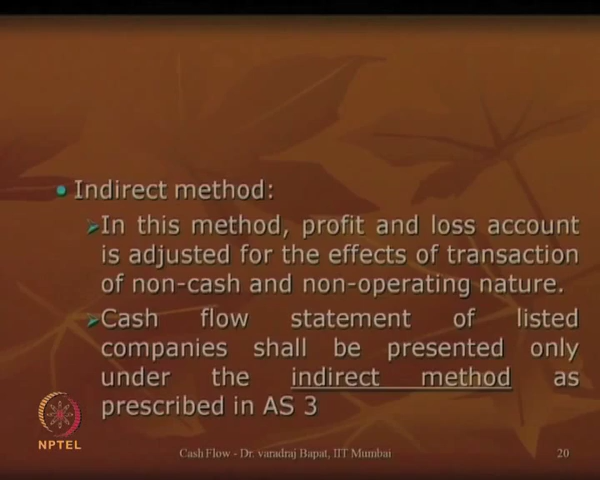 Indirect method:
In this method, profit and loss account
is adjusted for the effects of transaction
of non-cash and non-operating nature.
Cash flow statement of listed
companies shall be presented only
under the indirect method as
prescribed in AS 3
NPTEL
Cash Flow - Dr. varadraj Bapat, IIT Mumbai
20